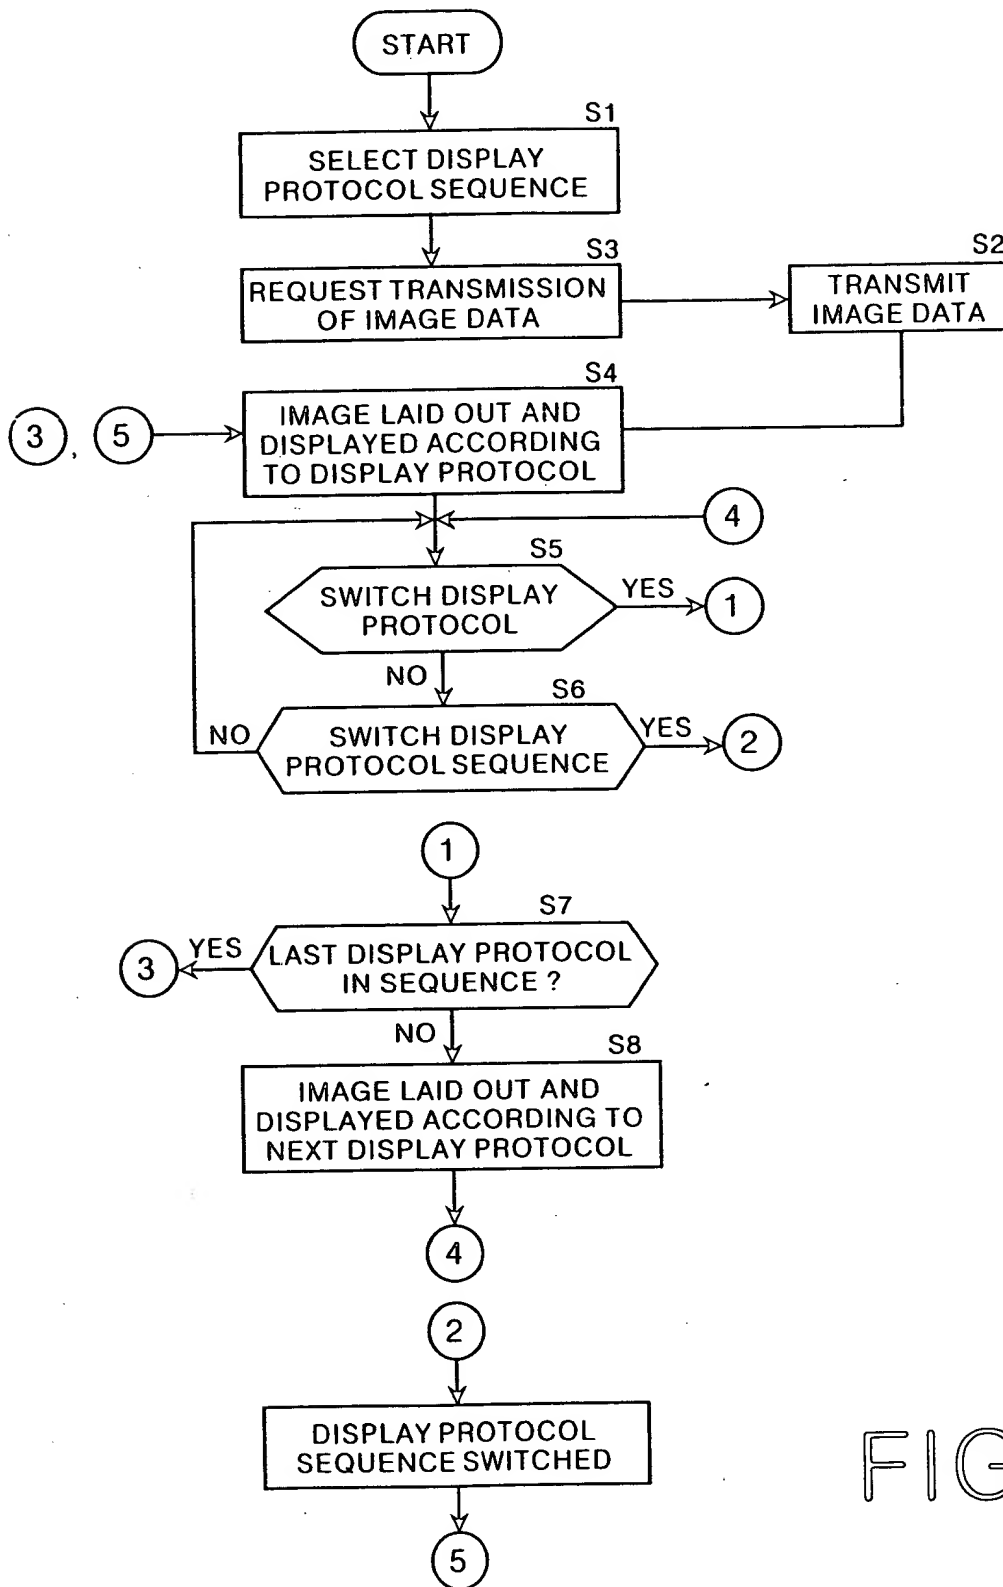 START
S1
SELECT DISPLAY
PROTOCOL SEQUENCE
S3
REQUEST TRANSMISSION
OF IMAGE DATA
S2
TRANSMIT
IMAGE DATA
S4
IMAGE LAID OUT AND
DISPLAYED ACCORDING
TO DISPLAY PROTOCOL
3 , 5
4
S5
SWITCH DISPLAY
PROTOCOL
YES
1
NO
S6
SWITCH DISPLAY
PROTOCOL SEQUENCE
NO
YES
2
1
S7
LAST DISPLAY PROTOCOL
IN SEQUENCE ?
YES
3
NO
S8
IMAGE LAID OUT AND
DISPLAYED ACCORDING TO
NEXT DISPLAY PROTOCOL
4
2
DISPLAY PROTOCOL
SEQUENCE SWITCHED
5
FIG